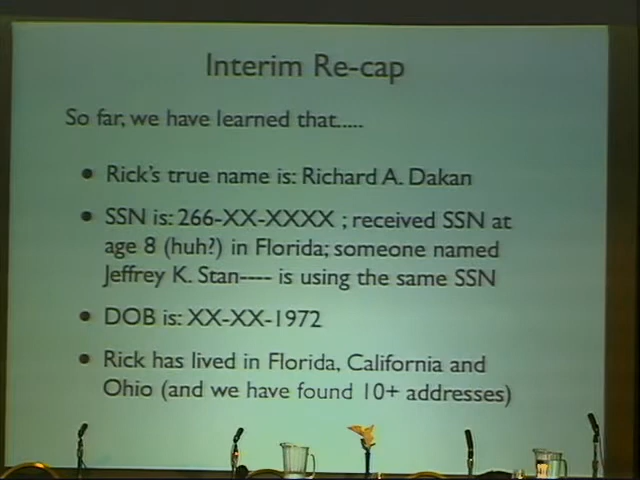 Interim Re-cap
So far, we have learned that.....
• Rick's true name is: Richard A. Dakan
• SSN is: 266-XX-XXXX ; received SSN at
age 8 (huh?) in Florida; someone named
Jeffrey K. Stan---- is using the same SSN
• DOB is: XX-XX-1972
• Rick has lived in Florida, California and
Ohio (and we have found 10+ addresses)